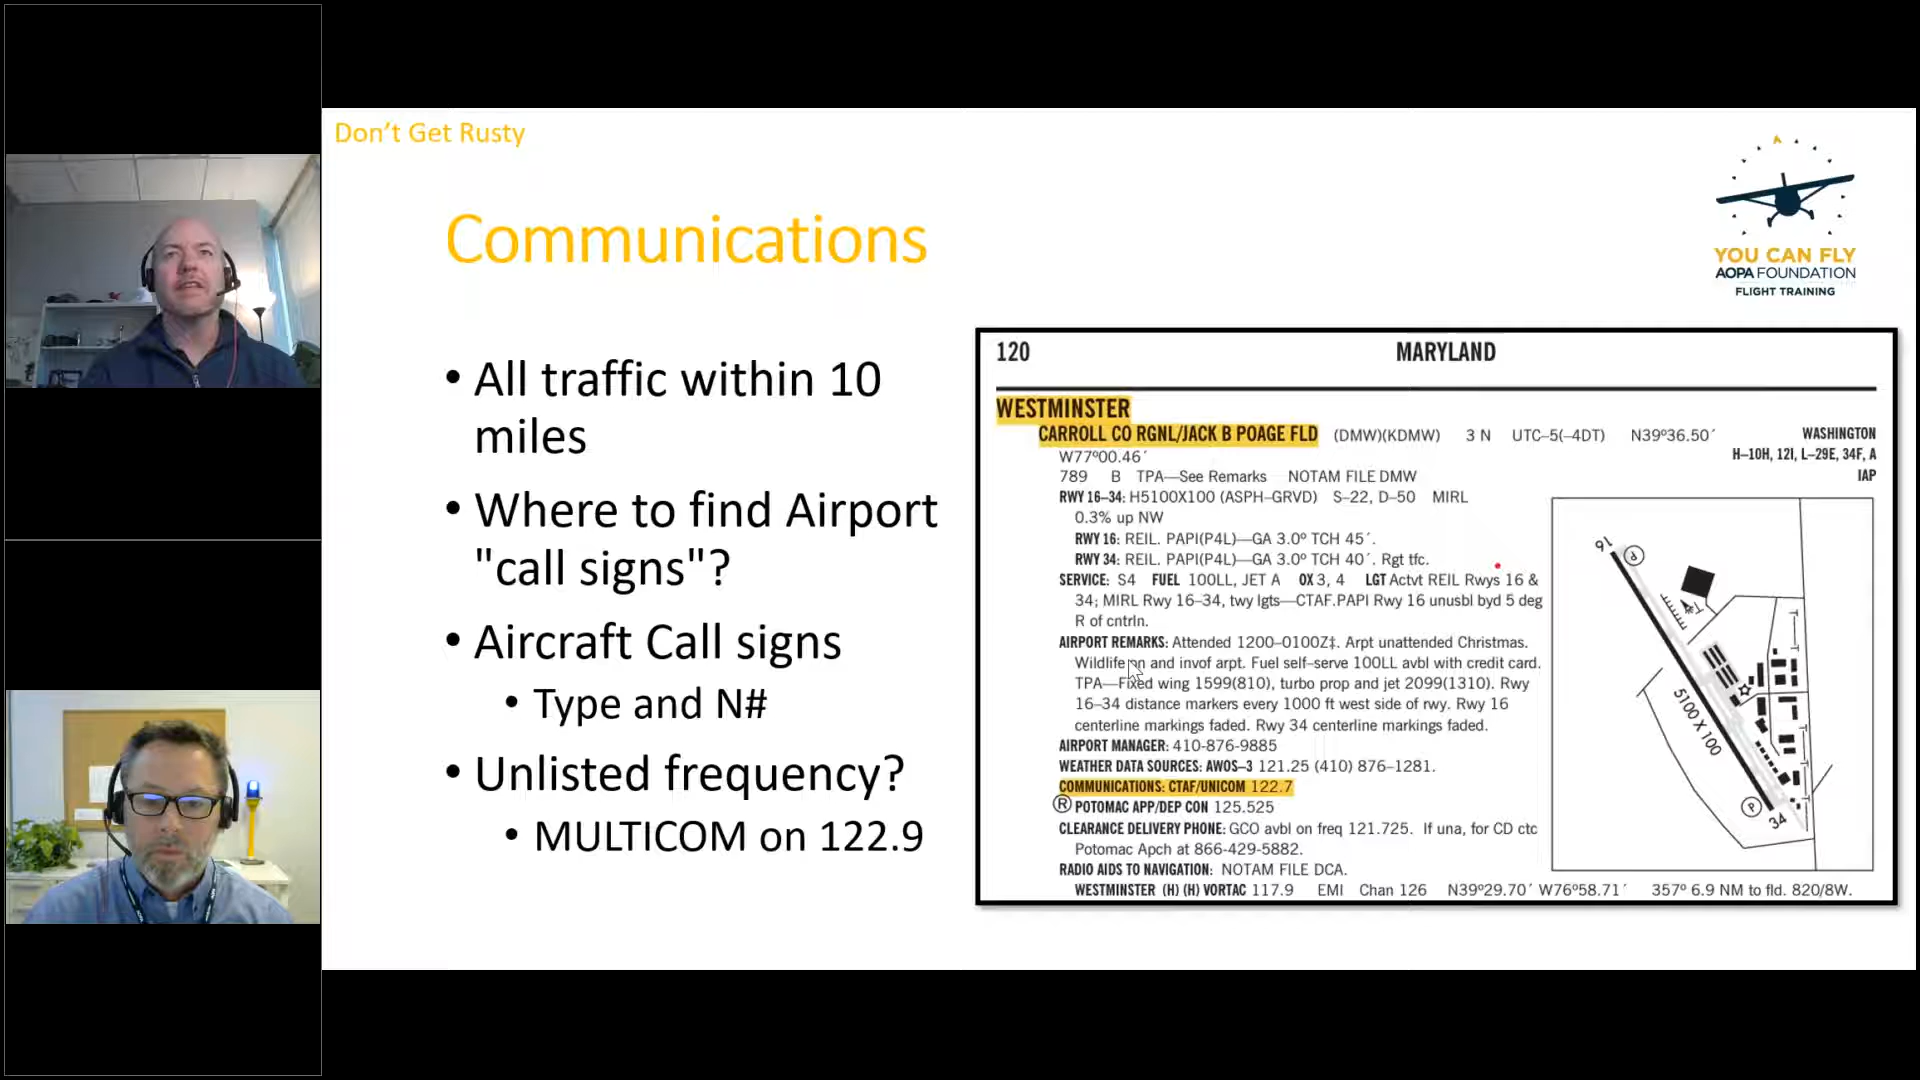 Don't Get Rusty
Communications
YOU CAN FLY
AOPA FOUNDATION
FLIGHT TRAINING
• All traffic within 10
miles
• Where to find Airport
"call signs"?
• Aircraft Call signs
• Type and N#
• Unlisted frequency?
• MULTICOM on 122.9
120 MARYLAND
WESTMINSTER
CARROLL CO RGNL/JACK B POAGE FLD (DMW)(KDMW) 3 N UTC–5(–4DT) N39º36.50´
W77º00.46´
WASHINGTON
H–10H, 12I, L–29E, 34F, A
IAP
789 B TPA—See Remarks NOTAM FILE DMW
RWY 16–34: H5100X100 (ASPH–GRVD) S–22, D–50 MIRL
0.3% up NW
RWY 16: REIL. PAPI(P4L)—GA 3.0º TCH 45´.
RWY 34: REIL. PAPI(P4L)—GA 3.0º TCH 40´. Rgt tfc.
SERVICE: S4 FUEL 100LL, JET A OX 3, 4 LGT Actvt REIL Rwys 16 &
34; MIRL Rwy 16–34, twy lgts—CTAF.PAPI Rwy 16 unusbl byd 5 deg
R of cntrln.
AIRPORT REMARKS: Attended 1200–0100Z‡. Arpt unattended Christmas.
Wildlife on and invof arpt. Fuel self–serve 100LL avbl with credit card.
TPA—Fixed wing 1599(810), turbo prop and jet 2099(1310). Rwy
16–34 distance markers every 1000 ft west side of rwy. Rwy 16
centerline markings faded. Rwy 34 centerline markings faded.
AIRPORT MANAGER: 410-876-9885
WEATHER DATA SOURCES: AWOS–3 121.25 (410) 876–1281.
COMMUNICATIONS: CTAF/UNICOM 122.7
Ⓡ POTOMAC APP/DEP CON 125.525
CLEARANCE DELIVERY PHONE: GCO avbl on freq 121.725. If una, for CD ctc
Potomac Apch at 866-429-5882.
RADIO AIDS TO NAVIGATION: NOTAM FILE DCA.
WESTMINSTER (H) (H) VORTAC 117.9 EMI Chan 126 N39º29.70´ W76º58.71´ 357º 6.9 NM to fld. 820/8W.
16
P
5100 X 100
P
34